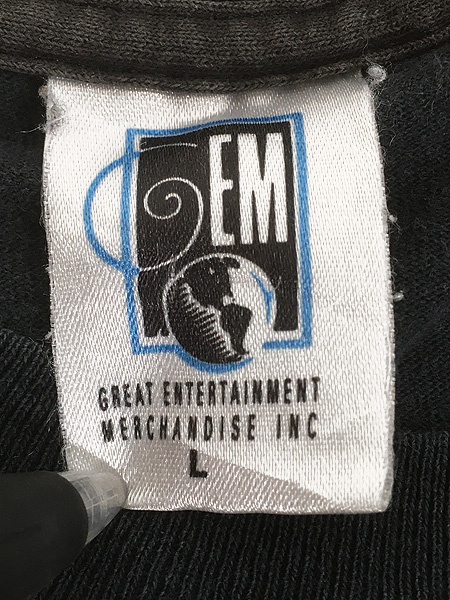 GEM
GREAT ENTERTAINMENT
MERCHANDISE INC
L